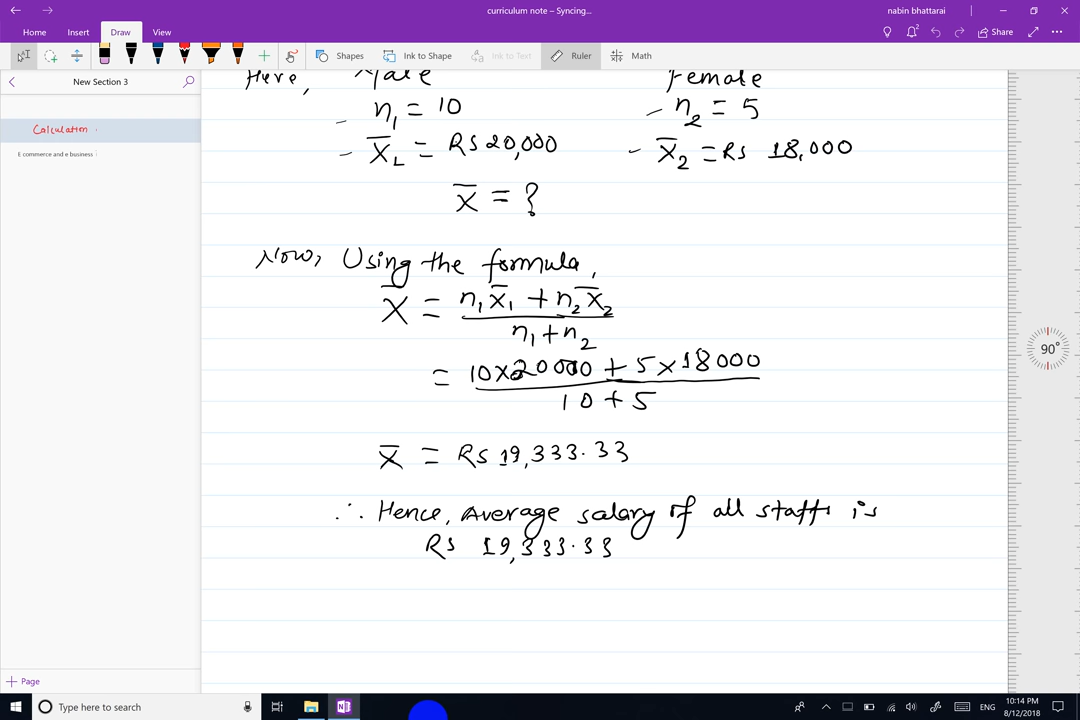 curriculum note – Syncing...
nabin bhattarai
Home Insert Draw View
Share
Shapes Ink to Shape Ink to Text Ruler Math
New Section 3
Calculation
E commerce and e business
Here, Male Female
- n₁ = 10 - n₂ = 5
- X̄₁ = Rs 20,000 - X̄₂ = Rs 18,000
X̄ = ?
Now, Using the formula,
X̄ = n₁X̄₁ + n₂X̄₂
n₁ + n₂
= 10×20000 + 5×18000
10 + 5
X̄ = Rs 19,333.33
∴ Hence, Average salary of all staffs is
Rs 19,333.33
90°
+ Page
Type here to search
ENG
10:14 PM
8/12/2018